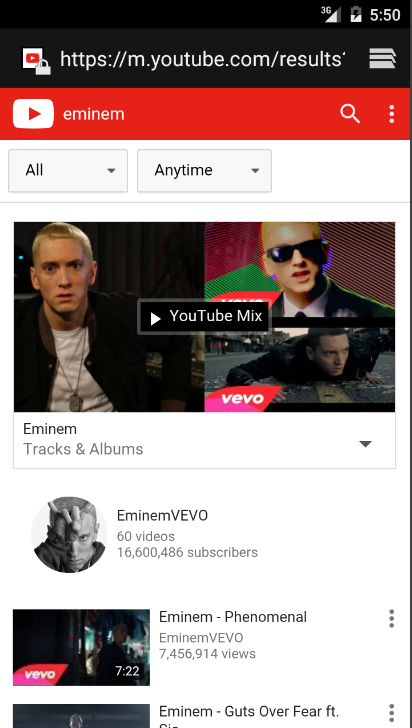 3G 5:50
https://m.youtube.com/results?
eminem
All Anytime
vevo
YouTube Mix
vevo
Eminem
Tracks & Albums
EminemVEVO
60 videos
16,600,486 subscribers
Eminem - Phenomenal
EminemVEVO
7,456,914 views
vevo 7:22
Eminem - Guts Over Fear ft.